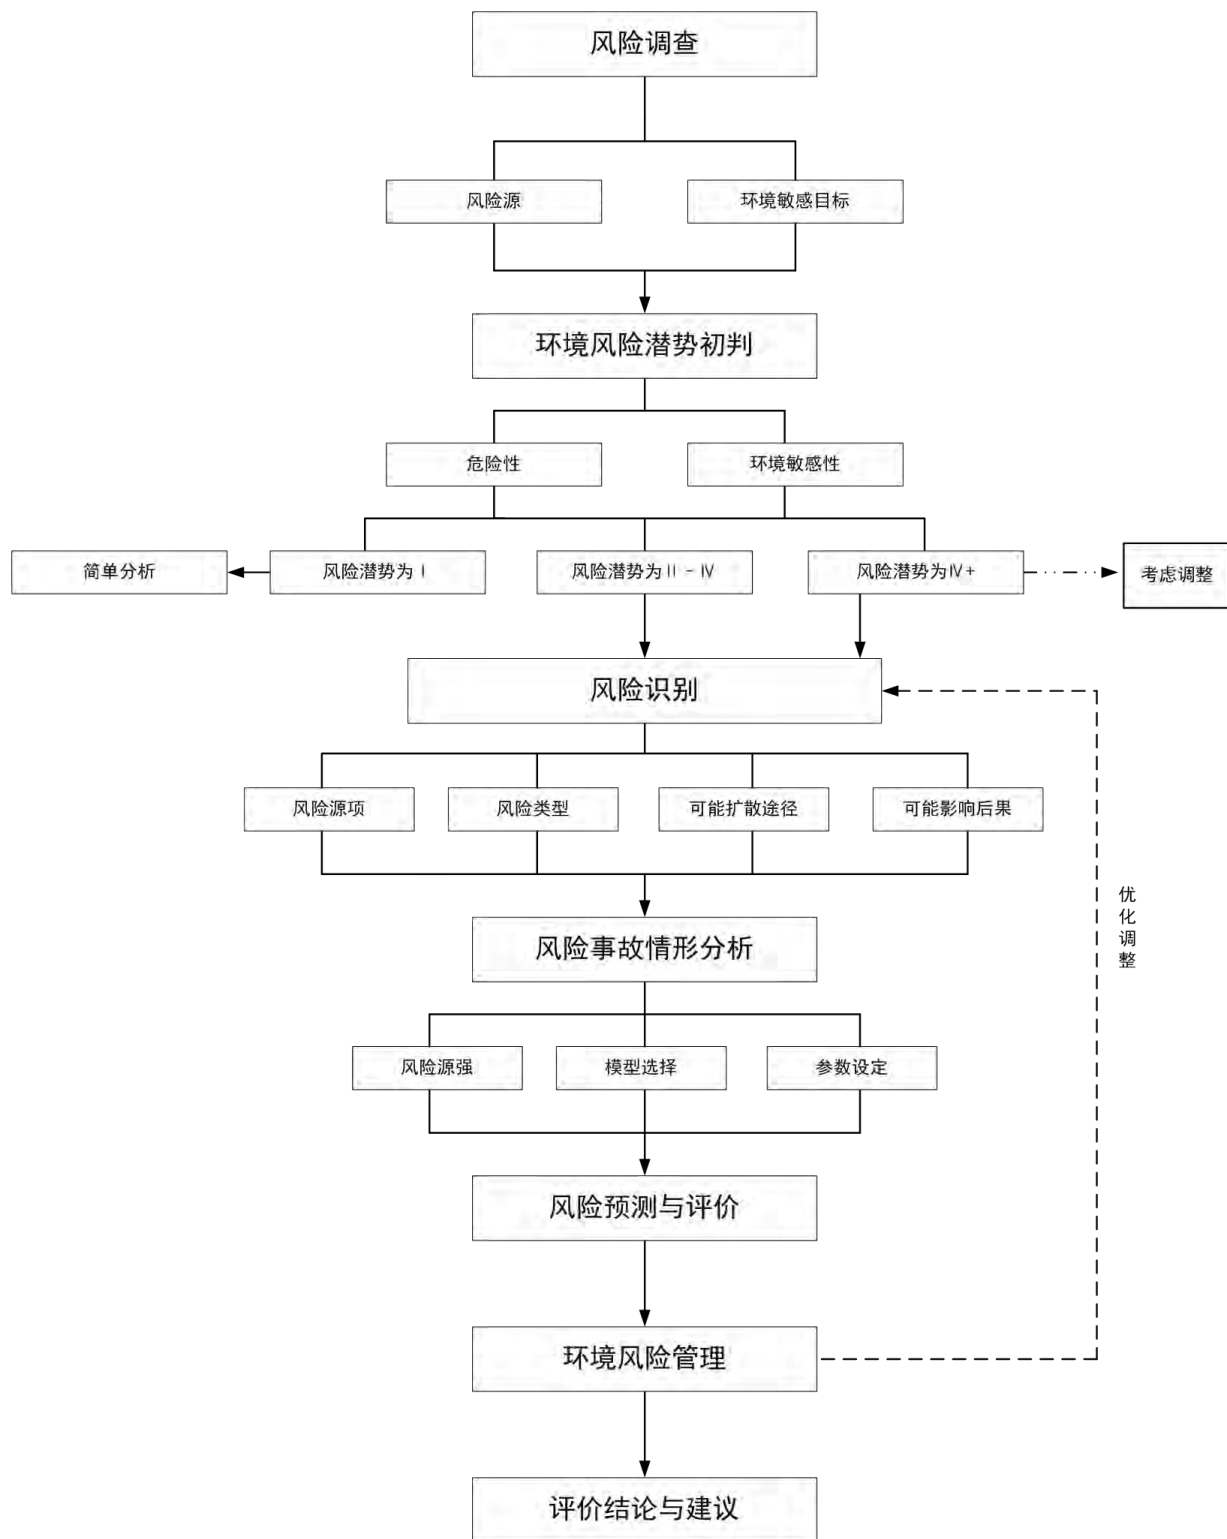 风险调查
风险源
环境敏感目标
环境风险潜势初判
危险性
环境敏感性
简单分析
风险潜势为 I
风险潜势为 II - IV
风险潜势为IV+
考虑调整
风险识别
风险源项
风险类型
可能扩散途径
可能影响后果
优化调整
风险事故情形分析
风险源强
模型选择
参数设定
风险预测与评价
环境风险管理
评价结论与建议